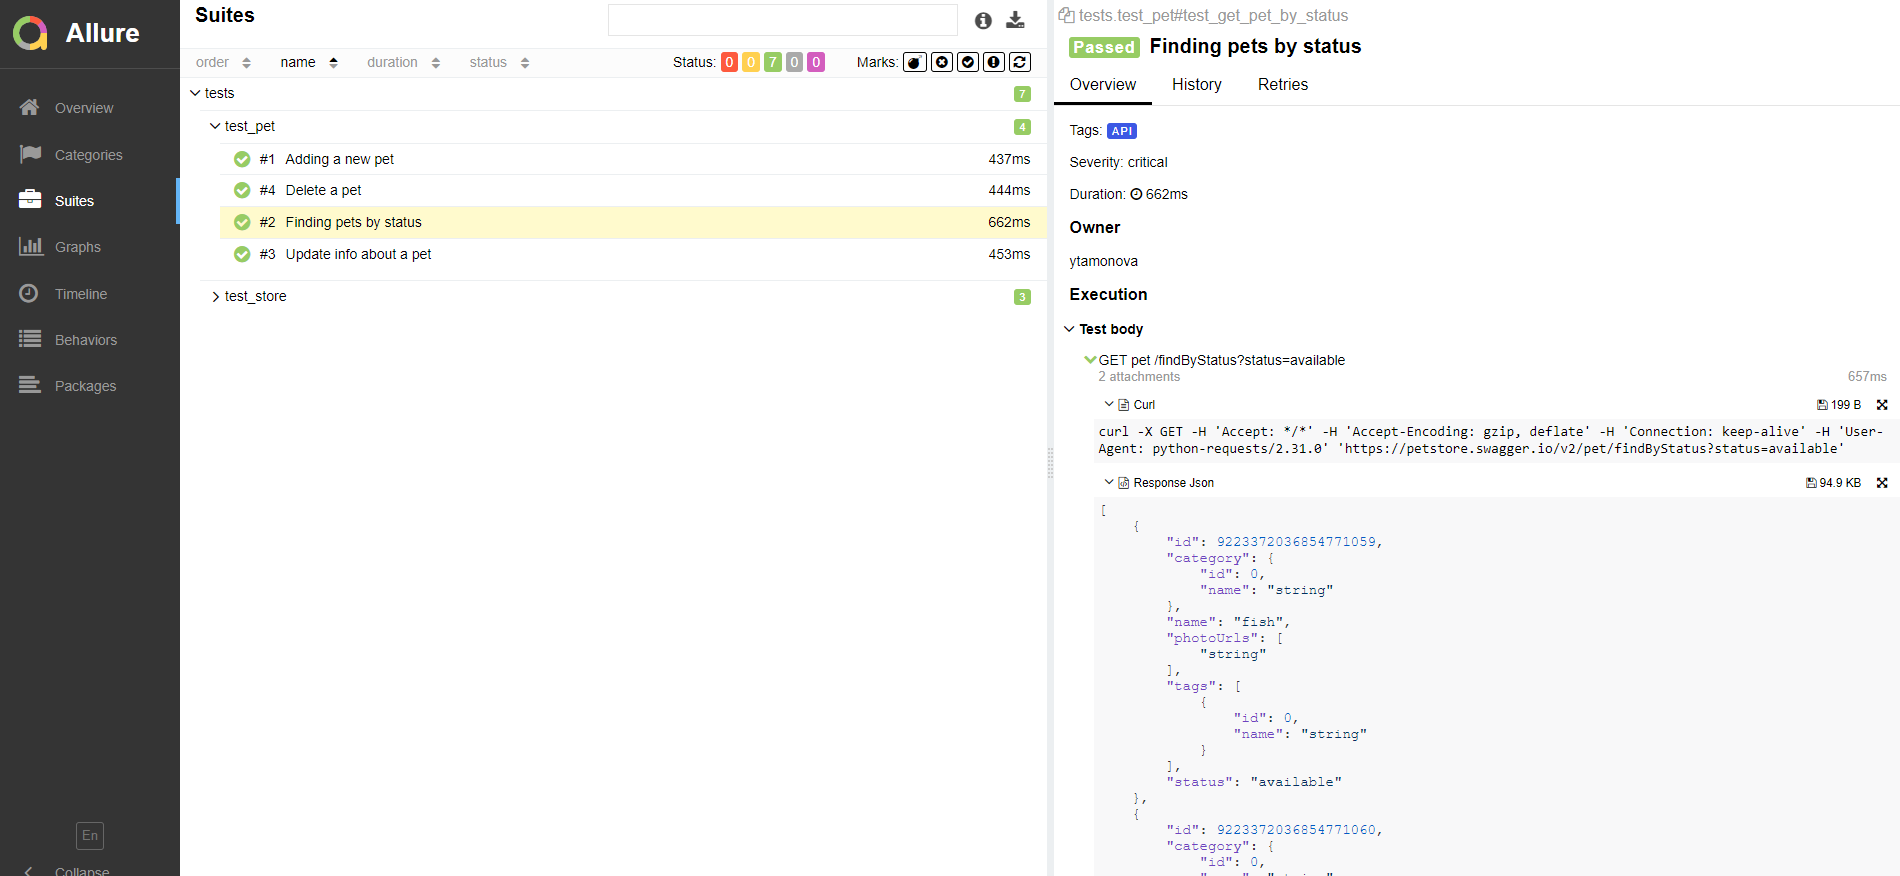 Allure
Overview
Categories
Suites
Graphs
Timeline
Behaviors
Packages
En
Collapse
Suites
order name duration status
Status: 0 0 7 0 0 Marks:
tests 7
test_pet 4
#1 Adding a new pet 437ms
#4 Delete a pet 444ms
#2 Finding pets by status 662ms
#3 Update info about a pet 453ms
test_store 3
tests.test_pet#test_get_pet_by_status
Passed Finding pets by status
Overview History Retries
Tags: API
Severity: critical
Duration: 662ms
Owner
ytamonova
Execution
Test body
GET pet /findByStatus?status=available
2 attachments 657ms
Curl 199 B
curl -X GET -H 'Accept: */*' -H 'Accept-Encoding: gzip, deflate' -H 'Connection: keep-alive' -H 'User-
Agent: python-requests/2.31.0' 'https://petstore.swagger.io/v2/pet/findByStatus?status=available'
Response Json 94.9 KB
[
{
"id": 9223372036854771059,
"category": {
"id": 0,
"name": "string"
},
"name": "fish",
"photoUrls": [
"string"
],
"tags": [
{
"id": 0,
"name": "string"
}
],
"status": "available"
},
{
"id": 9223372036854771060,
"category": {
"id": 0,